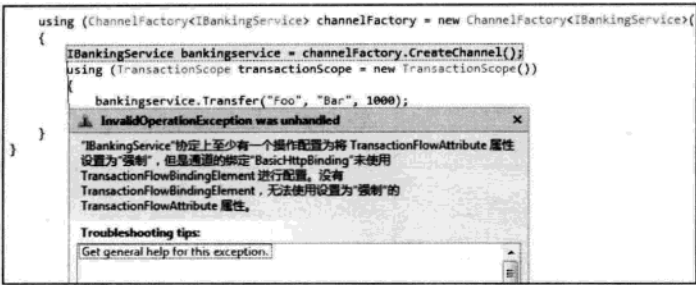 using (ChannelFactory<IBankingService> channelFactory = new ChannelFactory<IBankingService>(
{
IBankingService bankingservice = channelFactory.CreateChannel();
using (TransactionScope transactionScope = new TransactionScope())
{
bankingservice.Transfer("Foo", "Bar", 1000);
InvalidOperationException was unhandled
"IBankingService"协定上至少有一个操作配置为将 TransactionFlowAttribute 属性
设置为"强制"，但是通道的绑定"BasicHttpBinding"未使用
TransactionFlowBindingElement 进行配置。没有
TransactionFlowBindingElement，无法使用设置为"强制"的
TransactionFlowAttribute 属性。
}
}
Troubleshooting tips:
Get general help for this exception.